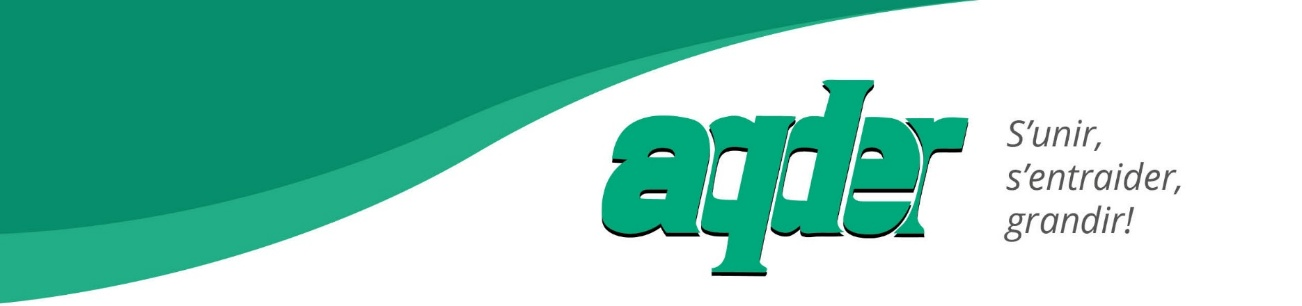 aqder
S'unir,
s'entraider,
grandir!